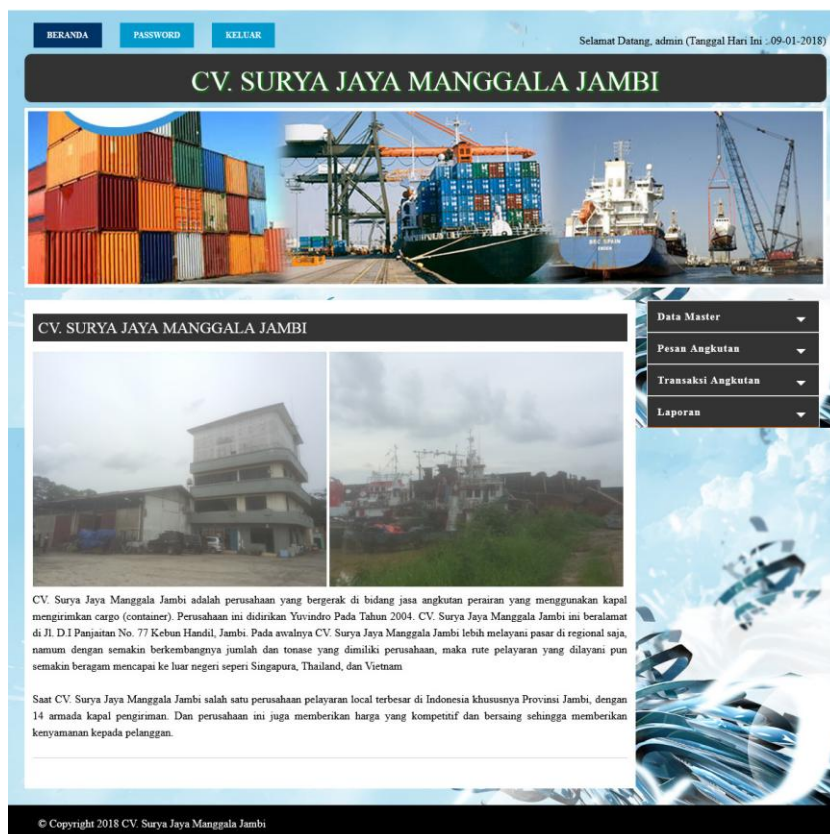 BERANDA PASSWORD KELUAR
Selamat Datang, admin (Tanggal Hari Ini : 09-01-2018)
CV. SURYA JAYA MANGGALA JAMBI
BBC SPAIN
CV. SURYA JAYA MANGGALA JAMBI
Data Master
Pesan Angkutan
Transaksi Angkutan
Laporan
CV. Surya Jaya Manggala Jambi adalah perusahaan yang bergerak di bidang jasa angkutan perairan yang menggunakan kapal
mengirimkan cargo (container). Perusahaan ini didirikan Yuvindro Pada Tahun 2004. CV. Surya Jaya Manggala Jambi ini beralamat
di Jl. D.I Panjaitan No. 77 Kebun Handil, Jambi. Pada awalnya CV. Surya Jaya Manggala Jambi lebih melayani pasar di regional saja,
namum dengan semakin berkembangnya jumlah dan tonase yang dimiliki perusahaan, maka rute pelayaran yang dilayani pun
semakin beragam mencapai ke luar negeri seperi Singapura, Thailand, dan Vietnam
Saat CV. Surya Jaya Manggala Jambi salah satu perusahaan pelayaran local terbesar di Indonesia khususnya Provinsi Jambi, dengan
14 armada kapal pengiriman. Dan perusahaan ini juga memberikan harga yang kompetitif dan bersaing sehingga memberikan
kenyamanan kepada pelanggan.
© Copyright 2018 CV. Surya Jaya Manggala Jambi